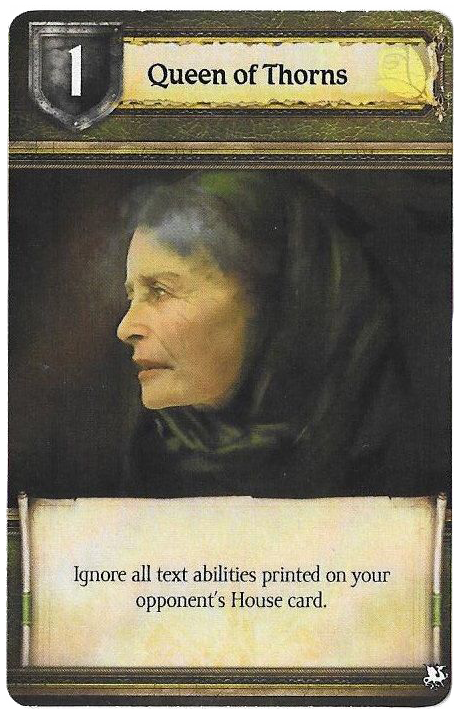 1
Queen of Thorns
Ignore all text abilities printed on your
opponent's House card.